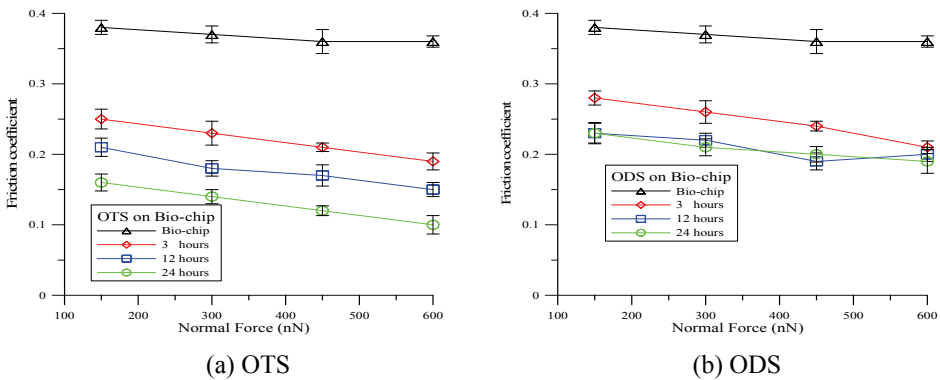 0.4
0.3
0.2
0.1
0
Friction coefficient
OTS on Bio-chip
Bio-chip
3 hours
12 hours
24 hours
100 200 300 400 500 600
Normal Force (nN)
(a) OTS
0.4
0.3
0.2
0.1
0
Friction coefficient
ODS on Bio-chip
Bio-chip
3 hours
12 hours
24 hours
100 200 300 400 500 600
Normal Force (nN)
(b) ODS